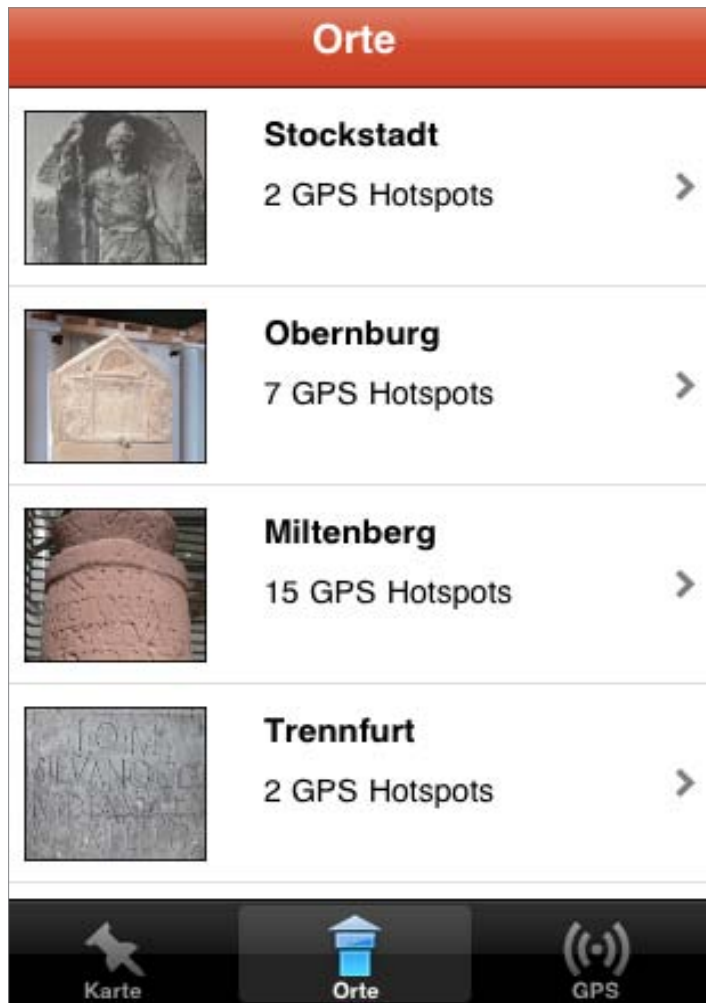 Orte
Stockstadt
2 GPS Hotspots
Obernburg
7 GPS Hotspots
Miltenberg
15 GPS Hotspots
Trennfurt
2 GPS Hotspots
I O M
SILVANO
Karte
Orte
GPS